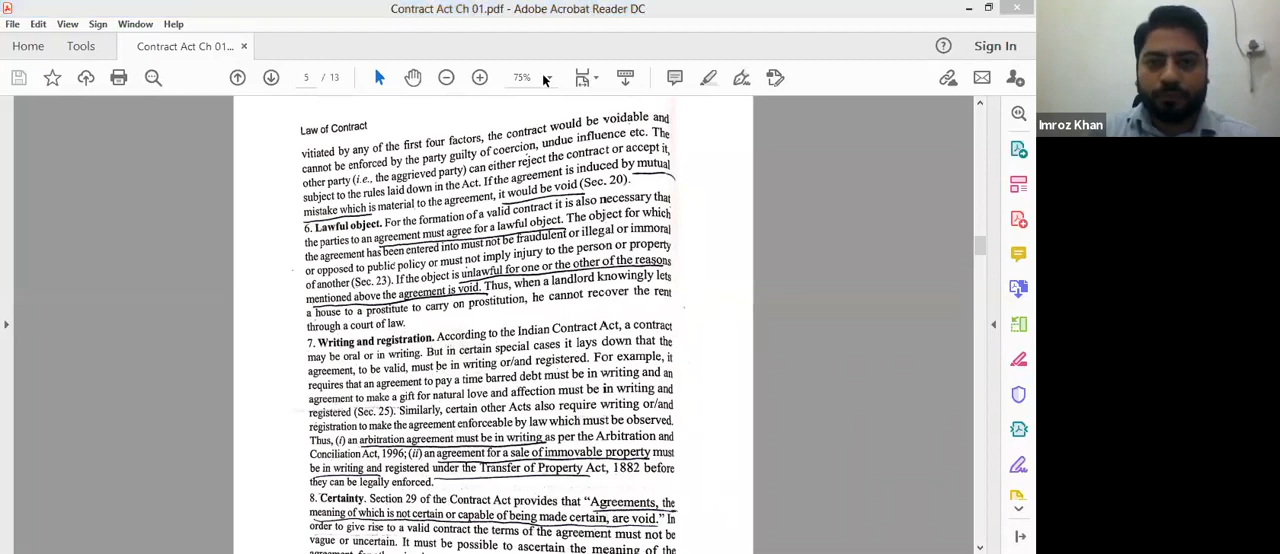 Contract Act Ch 01.pdf - Adobe Acrobat Reader DC
File Edit View Sign Window Help
Home Tools Contract Act Ch 01... × Sign In
5 / 13 75%
Law of Contract
vitiated by any of the first four factors, the contract would be voidable and
cannot be enforced by the party guilty of coercion, undue influence etc. The
other party (i.e., the aggrieved party) can either reject the contract or accept it,
subject to the rules laid down in the Act. If the agreement is induced by mutual
mistake which is material to the agreement, it would be void (Sec. 20).
6. Lawful object. For the formation of a valid contract it is also necessary that
the parties to an agreement must agree for a lawful object. The object for which
the agreement has been entered into must not be fraudulent or illegal or immoral
or opposed to public policy or must not imply injury to the person or property
of another (Sec. 23). If the object is unlawful for one or the other of the reasons
mentioned above the agreement is void. Thus, when a landlord knowingly lets
a house to a prostitute to carry on prostitution, he cannot recover the rent
through a court of law.
7. Writing and registration. According to the Indian Contract Act, a contract
may be oral or in writing. But in certain special cases it lays down that the
agreement, to be valid, must be in writing or/and registered. For example, it
requires that an agreement to pay a time barred debt must be in writing and an
agreement to make a gift for natural love and affection must be in writing and
registered (Sec. 25). Similarly, certain other Acts also require writing or/and
registration to make the agreement enforceable by law which must be observed.
Thus, (i) an arbitration agreement must be in writing as per the Arbitration and
Conciliation Act, 1996; (ii) an agreement for a sale of immovable property must
be in writing and registered under the Transfer of Property Act, 1882 before
they can be legally enforced.
8. Certainty. Section 29 of the Contract Act provides that “Agreements, the
meaning of which is not certain or capable of being made certain, are void.” In
order to give rise to a valid contract the terms of the agreement must not be
vague or uncertain. It must be possible to ascertain the meaning of the
Imroz Khan